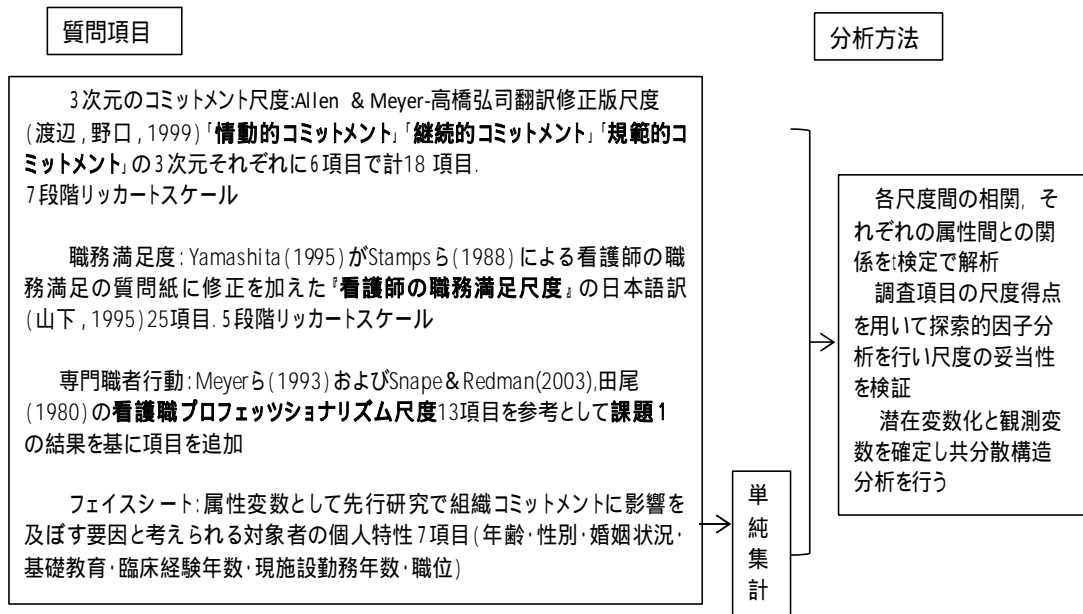 質問項目
3次元のコミットメント尺度:Allen & Meyer-高橋弘司翻訳修正版尺度
(渡辺,野口,1999)「情動的コミットメント」「継続的コミットメント」「規範的コ
ミットメント」の3次元それぞれに6項目で計18 項目.
7段階リッカートスケール
職務満足度:Yamashita(1995)がStampsら(1988)による看護師の職
務満足の質問紙に修正を加えた『看護師の職務満足尺度』の日本語訳
(山下,1995)25項目.5段階リッカートスケール
専門職者行動:Meyerら(1993)およびSnape&Redman(2003),田尾
(1980)の看護職プロフェッツショナリズム尺度13項目を参考として課題1
の結果を基に項目を追加
フェイスシート:属性変数として先行研究で組織コミットメントに影響を
及ぼす要因と考えられる対象者の個人特性7項目(年齢・性別・婚姻状況・
基礎教育・臨床経験年数・現施設勤務年数・職位)
単
純
集
計
分析方法
各尺度間の相関, そ
れぞれの属性間との関
係をt検定で解析
調査項目の尺度得点
を用いて探索的因子分
析を行い尺度の妥当性
を検証
潜在変数化と観測変
数を確定し共分散構造
分析を行う